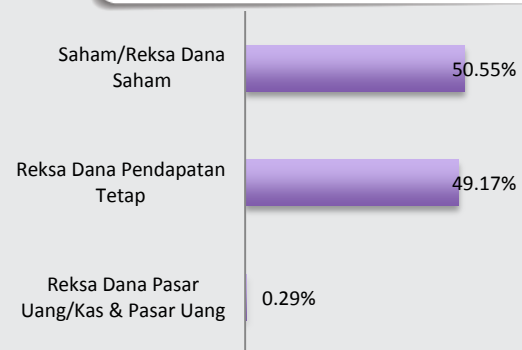 Saham/Reksa Dana
Saham
50.55%
Reksa Dana Pendapatan
Tetap
49.17%
Reksa Dana Pasar
Uang/Kas & Pasar Uang
0.29%